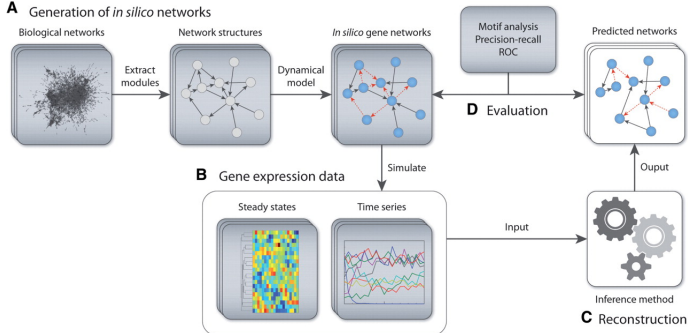 A Generation of in silico networks
Biological networks
Network structures
In silico gene networks
Motif analysis
Precision-recall
ROC
Predicted networks
Extract
modules
Dynamical
model
D Evaluation
Simulate
B Gene expression data
Steady states
Time series
Input
Ouput
Inference method
C Reconstruction